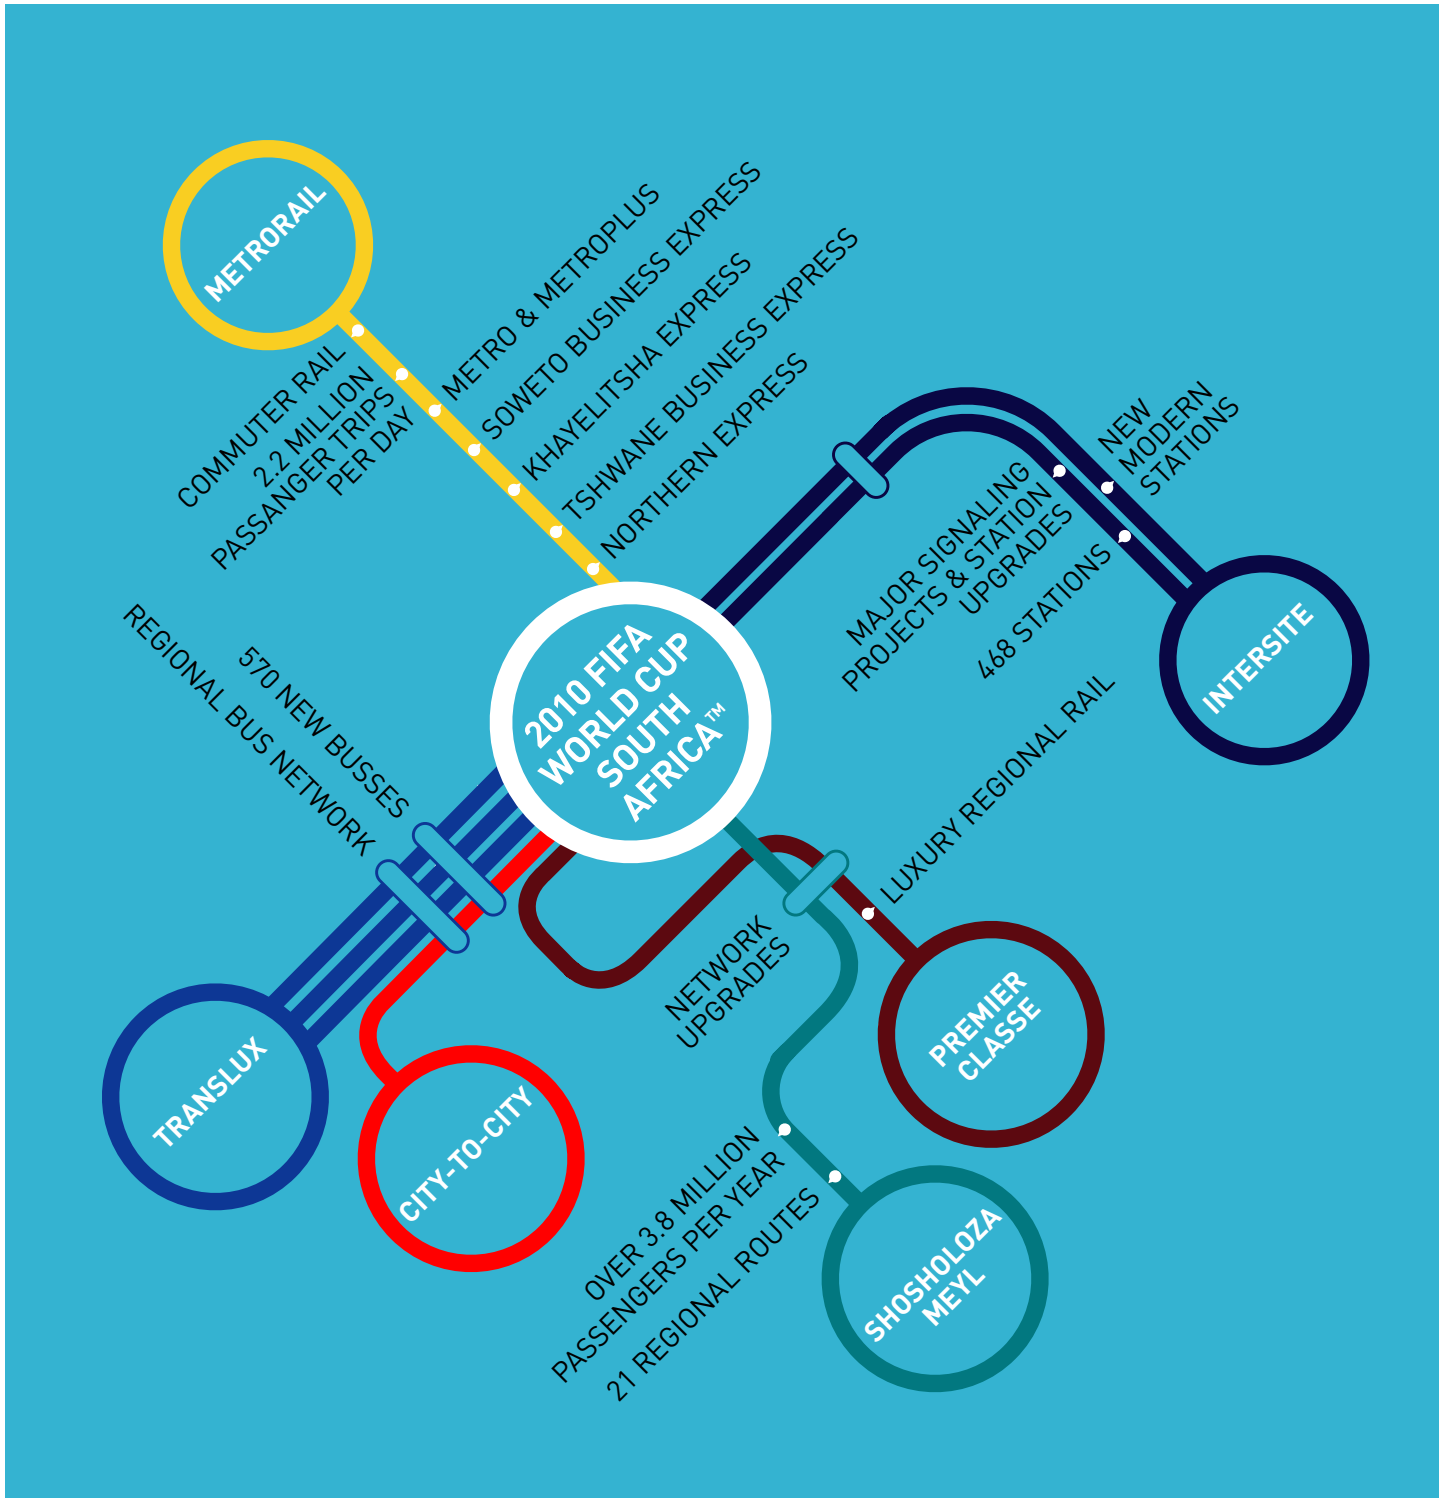 METRORAIL
COMMUTER RAIL
2.2 MILLION
PASSANGER TRIPS
PER DAY
METRO & METROPLUS
SOWETO BUSINESS EXPRESS
KHAYELITSHA EXPRESS
TSHWANE BUSINESS EXPRESS
NORTHERN EXPRESS
NEW
MODERN
STATIONS
MAJOR SIGNALING
PROJECTS & STATION
UPGRADES
468 STATIONS
INTERSITE
2010 FIFA
WORLD CUP
SOUTH
AFRICA™
570 NEW BUSSES
REGIONAL BUS NETWORK
LUXURY REGIONAL RAIL
NETWORK
UPGRADES
PREMIER
CLASSE
TRANSLUX
CITY-TO-CITY
OVER 3.8 MILLION
PASSENGERS PER YEAR
21 REGIONAL ROUTES
SHOSHOLOZA
MEYL